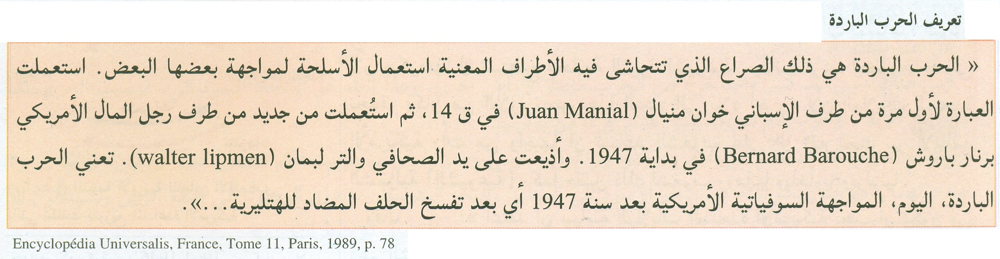 تعريف الحرب الباردة
« الحرب الباردة هي ذلك الصراع الذي تتحاشى فيه الأطراف المعنية استعمال الأسلحة لمواجهة بعضها البعض. استعملت
العبارة لأول مرة من طرف الإسباني خوان منيال (Juan Manial) في ق 14، ثم استُعملت من جديد من طرف رجل المال الأمريكي
برنار باروش (Bernard Barouche) في بداية 1947. وأذيعت على يد الصحافي والتر لبمان (walter lipmen). تعني الحرب
الباردة، اليوم، المواجهة السوفياتية الأمريكية بعد سنة 1947 أي بعد تفسخ الحلف المضاد للهتليرية...».
Encyclopédia Universalis, France, Tome 11, Paris, 1989, p. 78